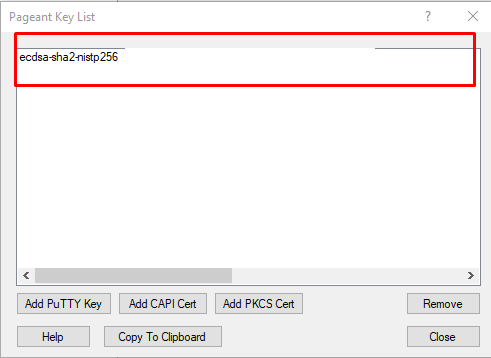 Pageant Key List
ecdsa-sha2-nistp256
Add PuTTY Key Add CAPI Cert Add PKCS Cert Remove
Help Copy To Clipboard Close